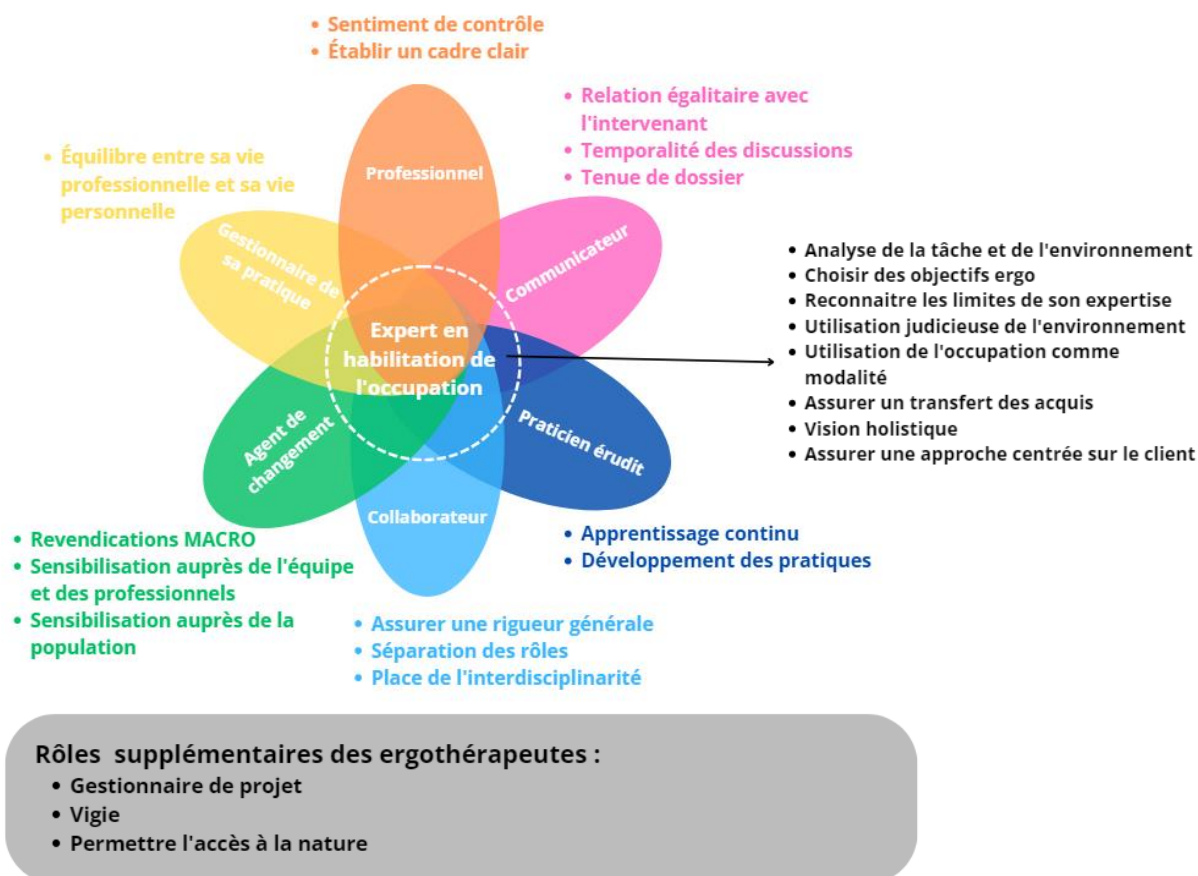 • Sentiment de contrôle
• Établir un cadre clair
• Relation égalitaire avec
l'intervenant
• Temporalité des discussions
• Tenue de dossier
• Équilibre entre sa vie
professionnelle et sa vie
personnelle
Professionnel
Gestionnaire de
sa pratique
Communicateur
Expert en
habilitation de
l'occupation
• Analyse de la tâche et de l'environnement
• Choisir des objectifs ergo
• Reconnaitre les limites de son expertise
• Utilisation judicieuse de l'environnement
• Utilisation de l'occupation comme
modalité
• Assurer un transfert des acquis
• Vision holistique
• Assurer une approche centrée sur le client
Agent de
changement
Praticien érudit
Collaborateur
• Revendications MACRO
• Sensibilisation auprès de l'équipe
et des professionnels
• Sensibilisation auprès de la
population
• Apprentissage continu
• Développement des pratiques
• Assurer une rigueur générale
• Séparation des rôles
• Place de l'interdisciplinarité
Rôles supplémentaires des ergothérapeutes :
• Gestionnaire de projet
• Vigie
• Permettre l'accès à la nature